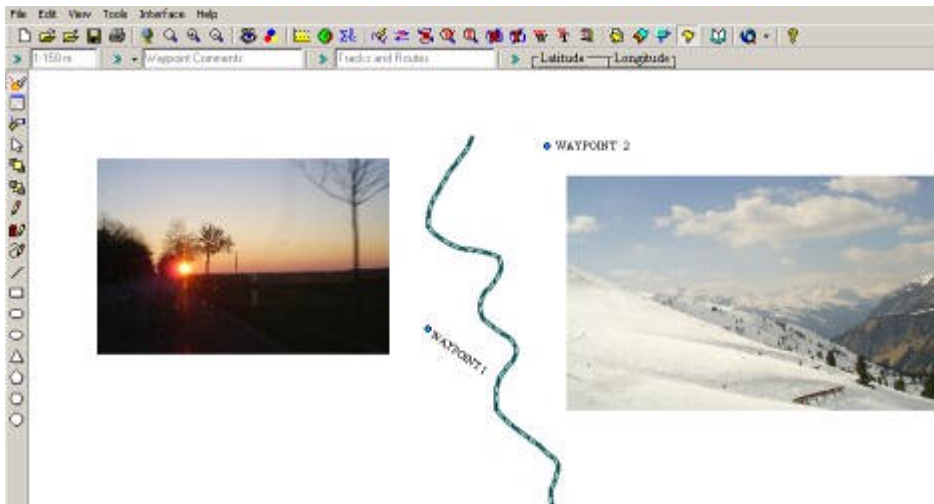 File Edit View Tools Interface Help
1:150 m Waypoint Comments Tracks and Routes Latitude Longitude
WAYPOINT 2
WAYPOINT 1